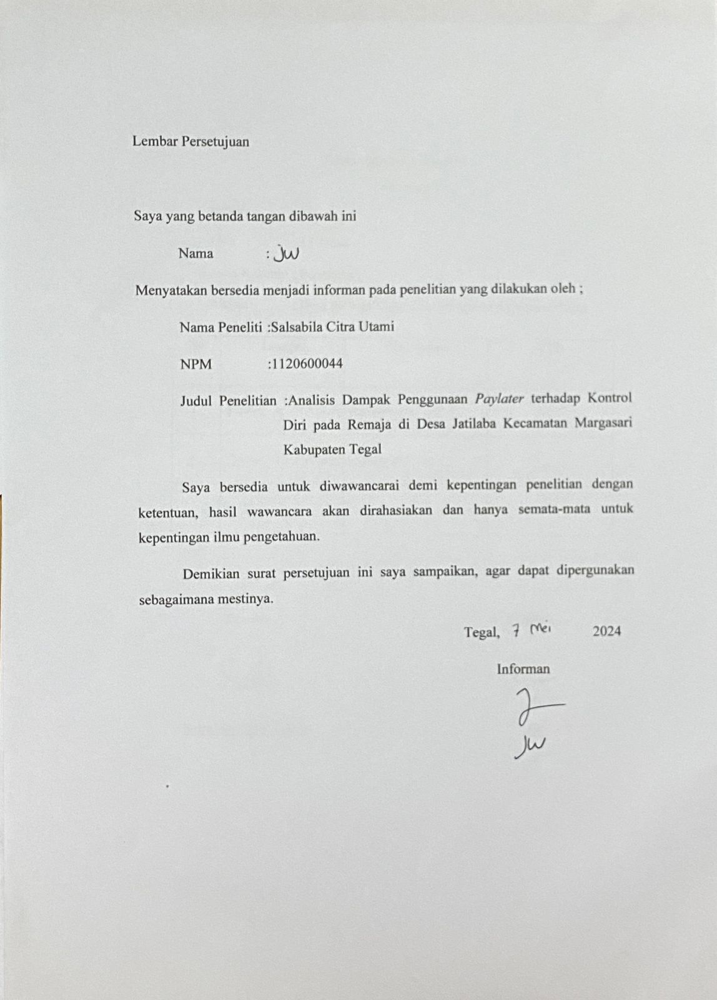 Lembar Persetujuan
Saya yang betanda tangan dibawah ini
Nama : jw
Menyatakan bersedia menjadi informan pada penelitian yang dilakukan oleh ;
Nama Peneliti :Salsabila Citra Utami
NPM :1120600044
Judul Penelitian :Analisis Dampak Penggunaan Paylater terhadap Kontrol
Diri pada Remaja di Desa Jatilaba Kecamatan Margasari
Kabupaten Tegal
Saya bersedia untuk diwawancarai demi kepentingan penelitian dengan
ketentuan, hasil wawancara akan dirahasiakan dan hanya semata-mata untuk
kepentingan ilmu pengetahuan.
Demikian surat persetujuan ini saya sampaikan, agar dapat dipergunakan
sebagaimana mestinya.
Tegal, 7 Mei 2024
Informan
JW